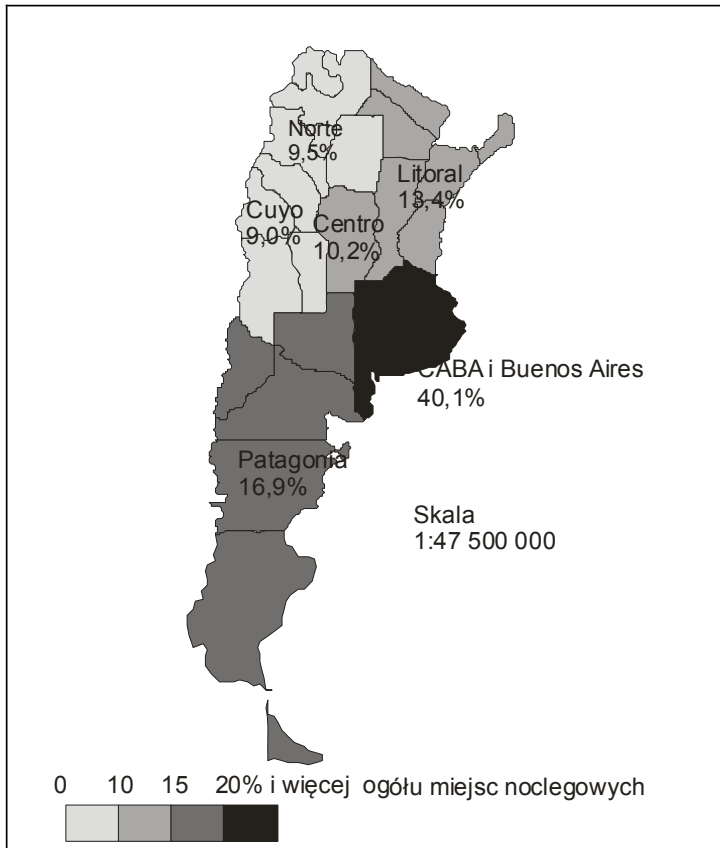 Norte
9,5%
Litoral
13,4%
Cuyo
9,0%
Centro
10,2%
CABA i Buenos Aires
40,1%
Patagonia
16,9%
Skala
1:47 500 000
0 10 15 20% i więcej ogółu miejsc noclegowych